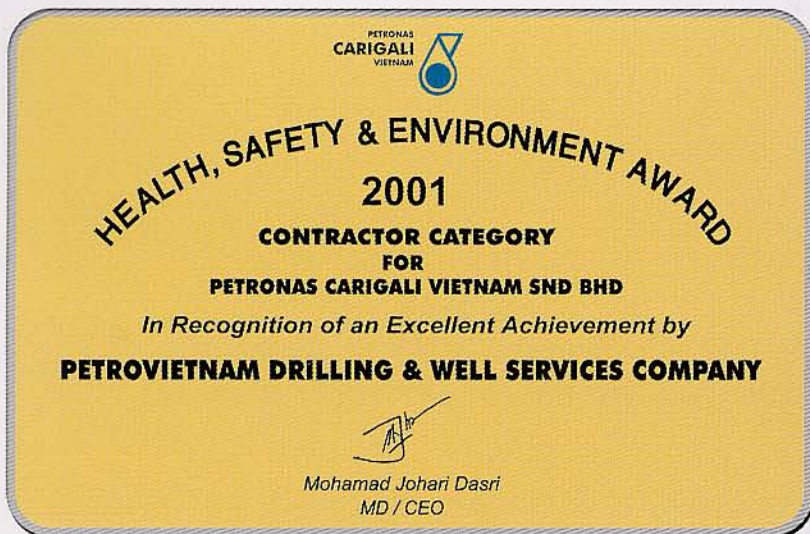 PETRONAS
CARIGALI
VIETNAM
HEALTH, SAFETY & ENVIRONMENT AWARD
2001
CONTRACTOR CATEGORY
FOR
PETRONAS CARIGALI VIETNAM SND BHD
In Recognition of an Excellent Achievement by
PETROVIETNAM DRILLING & WELL SERVICES COMPANY
Mohamad Johari Dasri
MD / CEO